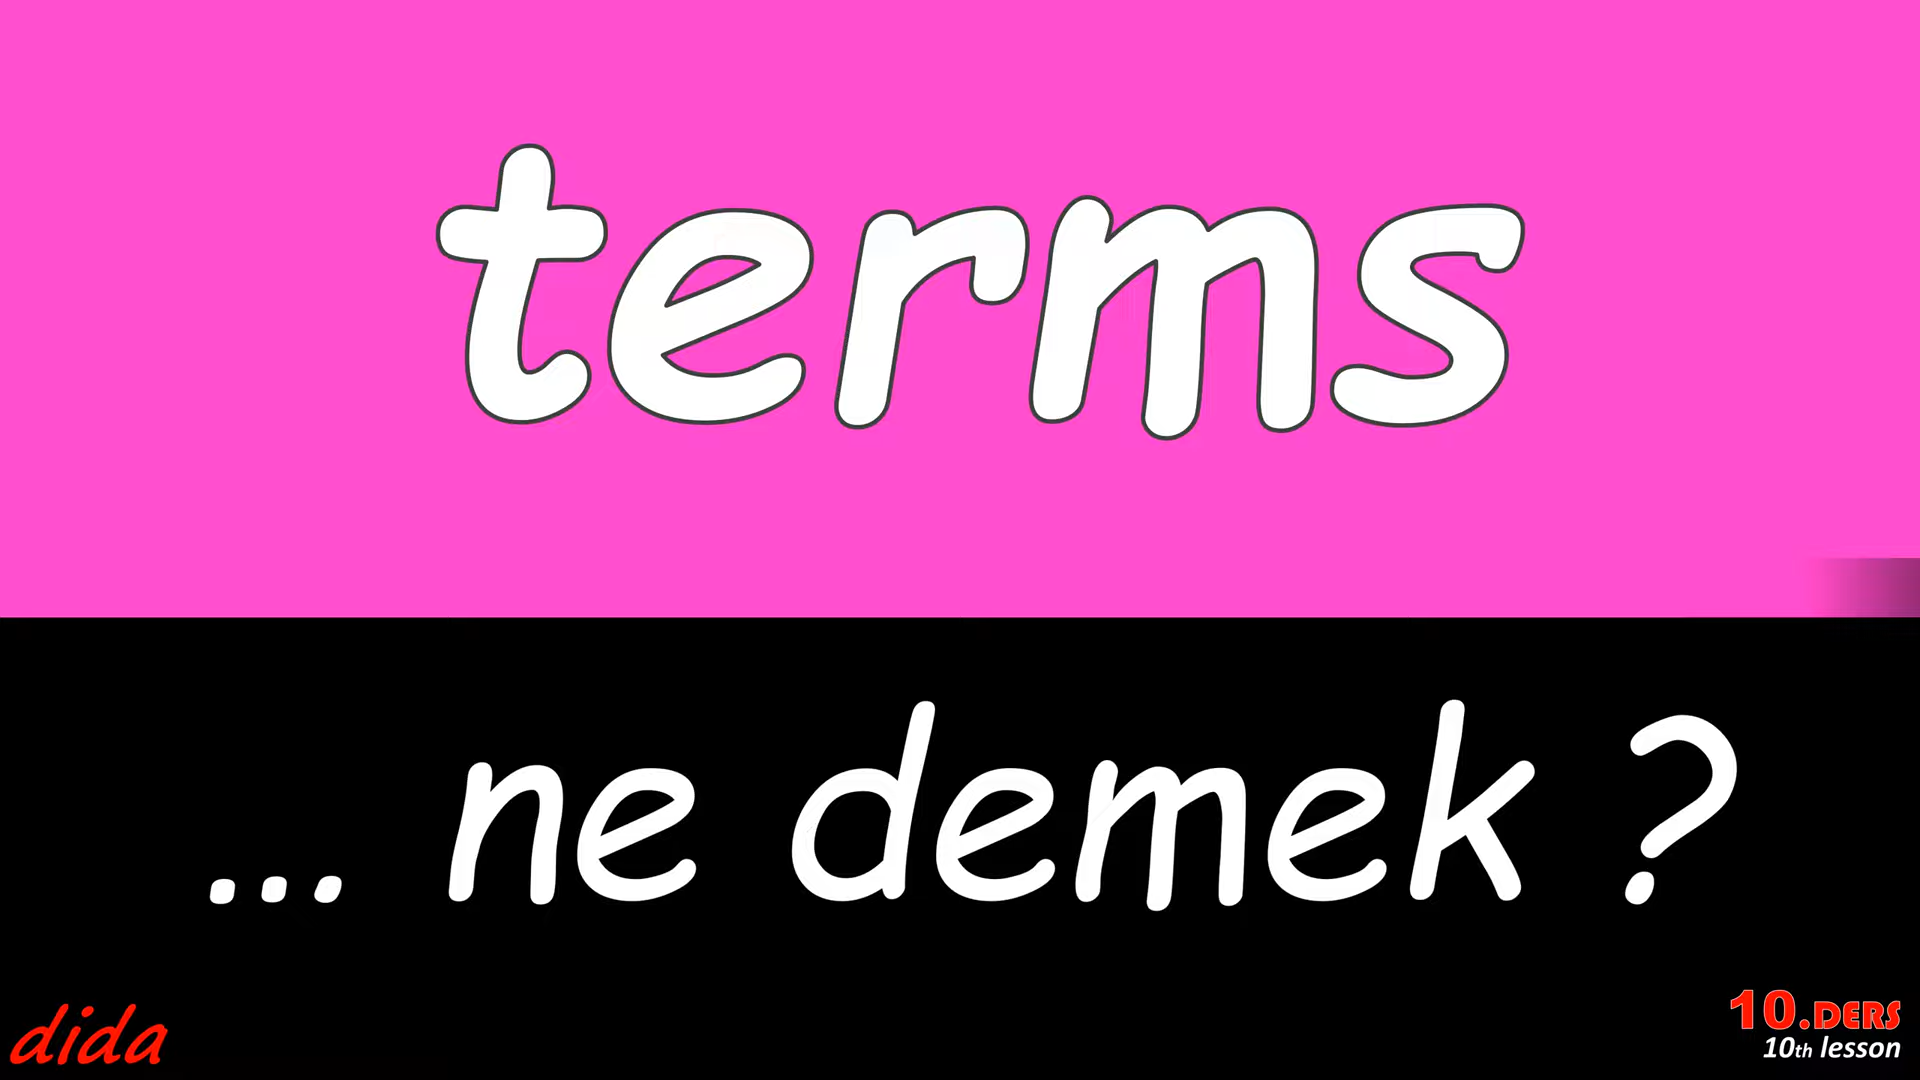 terms
... ne demek ?
dida
10.DERS
10th lesson